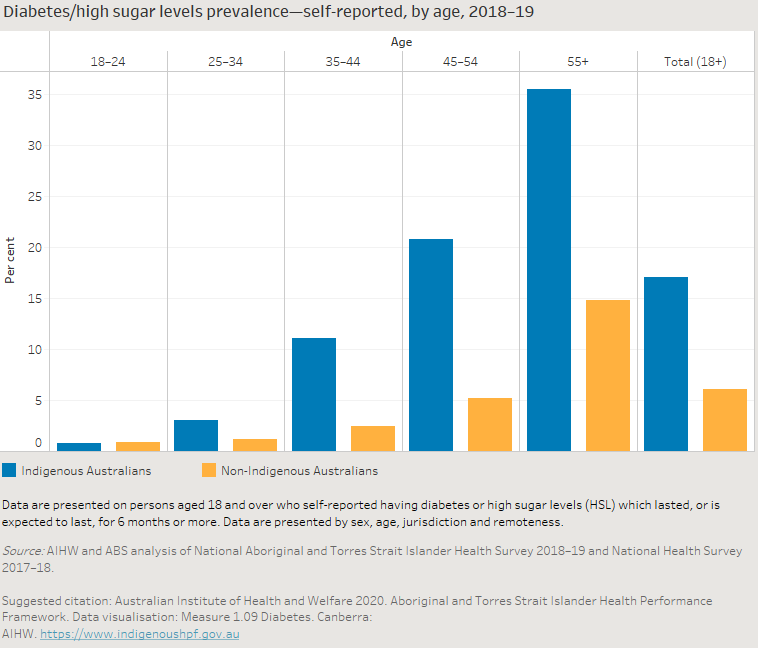 Diabetes/high sugar levels prevalence—self-reported, by age, 2018–19
Age
18–24 25–34 35–44 45–54 55+ Total (18+)
35
30
25
20
15
10
5
0
Per cent
Indigenous Australians Non-Indigenous Australians
Data are presented on persons aged 18 and over who self-reported having diabetes or high sugar levels (HSL) which lasted, or is
expected to last, for 6 months or more. Data are presented by sex, age, jurisdiction and remoteness.
Source: AIHW and ABS analysis of National Aboriginal and Torres Strait Islander Health Survey 2018–19 and National Health Survey
2017–18.
Suggested citation: Australian Institute of Health and Welfare 2020. Aboriginal and Torres Strait Islander Health Performance
Framework. Data visualisation: Measure 1.09 Diabetes. Canberra:
AIHW. https://www.indigenoushpf.gov.au